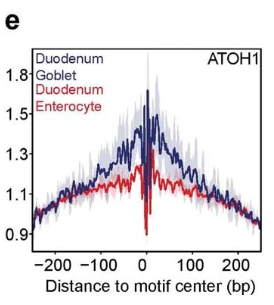 e
Duodenum
Goblet
Duodenum
Enterocyte
ATOH1
1.8
1.5
1.3
1.1
0.9
−200 −100 0 100 200
Distance to motif center (bp)